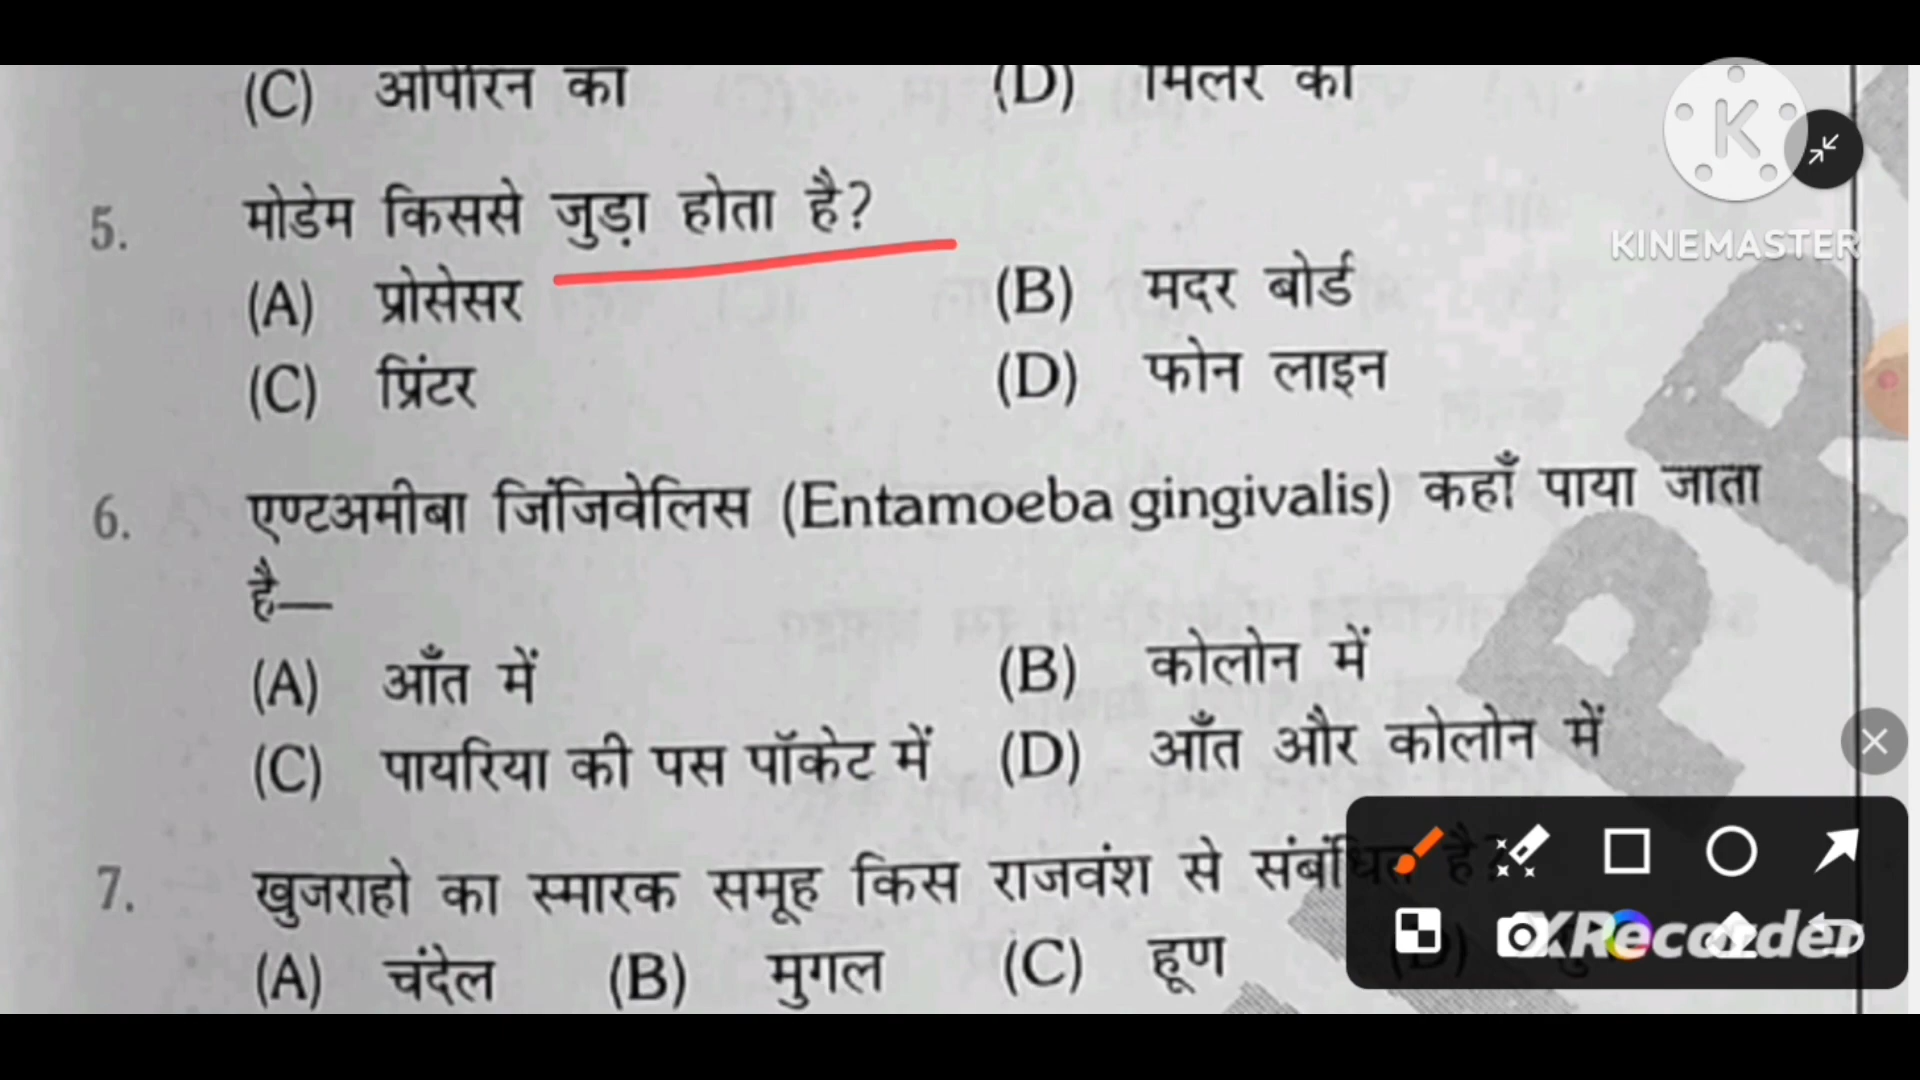 (C) ओपेरिन का (D) मिलर का
KINEMASTER
5. मोडेम किससे जुड़ा होता है?
(A) प्रोसेसर (B) मदर बोर्ड
(C) प्रिंटर (D) फोन लाइन
6. एण्टअमीबा जिंजिवेलिस (Entamoeba gingivalis) कहाँ पाया जाता
है—
(A) आँत में (B) कोलोन में
(C) पायरिया की पस पॉकेट में (D) आँत और कोलोन में
7. खुजराहो का स्मारक समूह किस राजवंश से संबंधित है?
(A) चंदेल (B) मुगल (C) हूण (D)
XRecorder